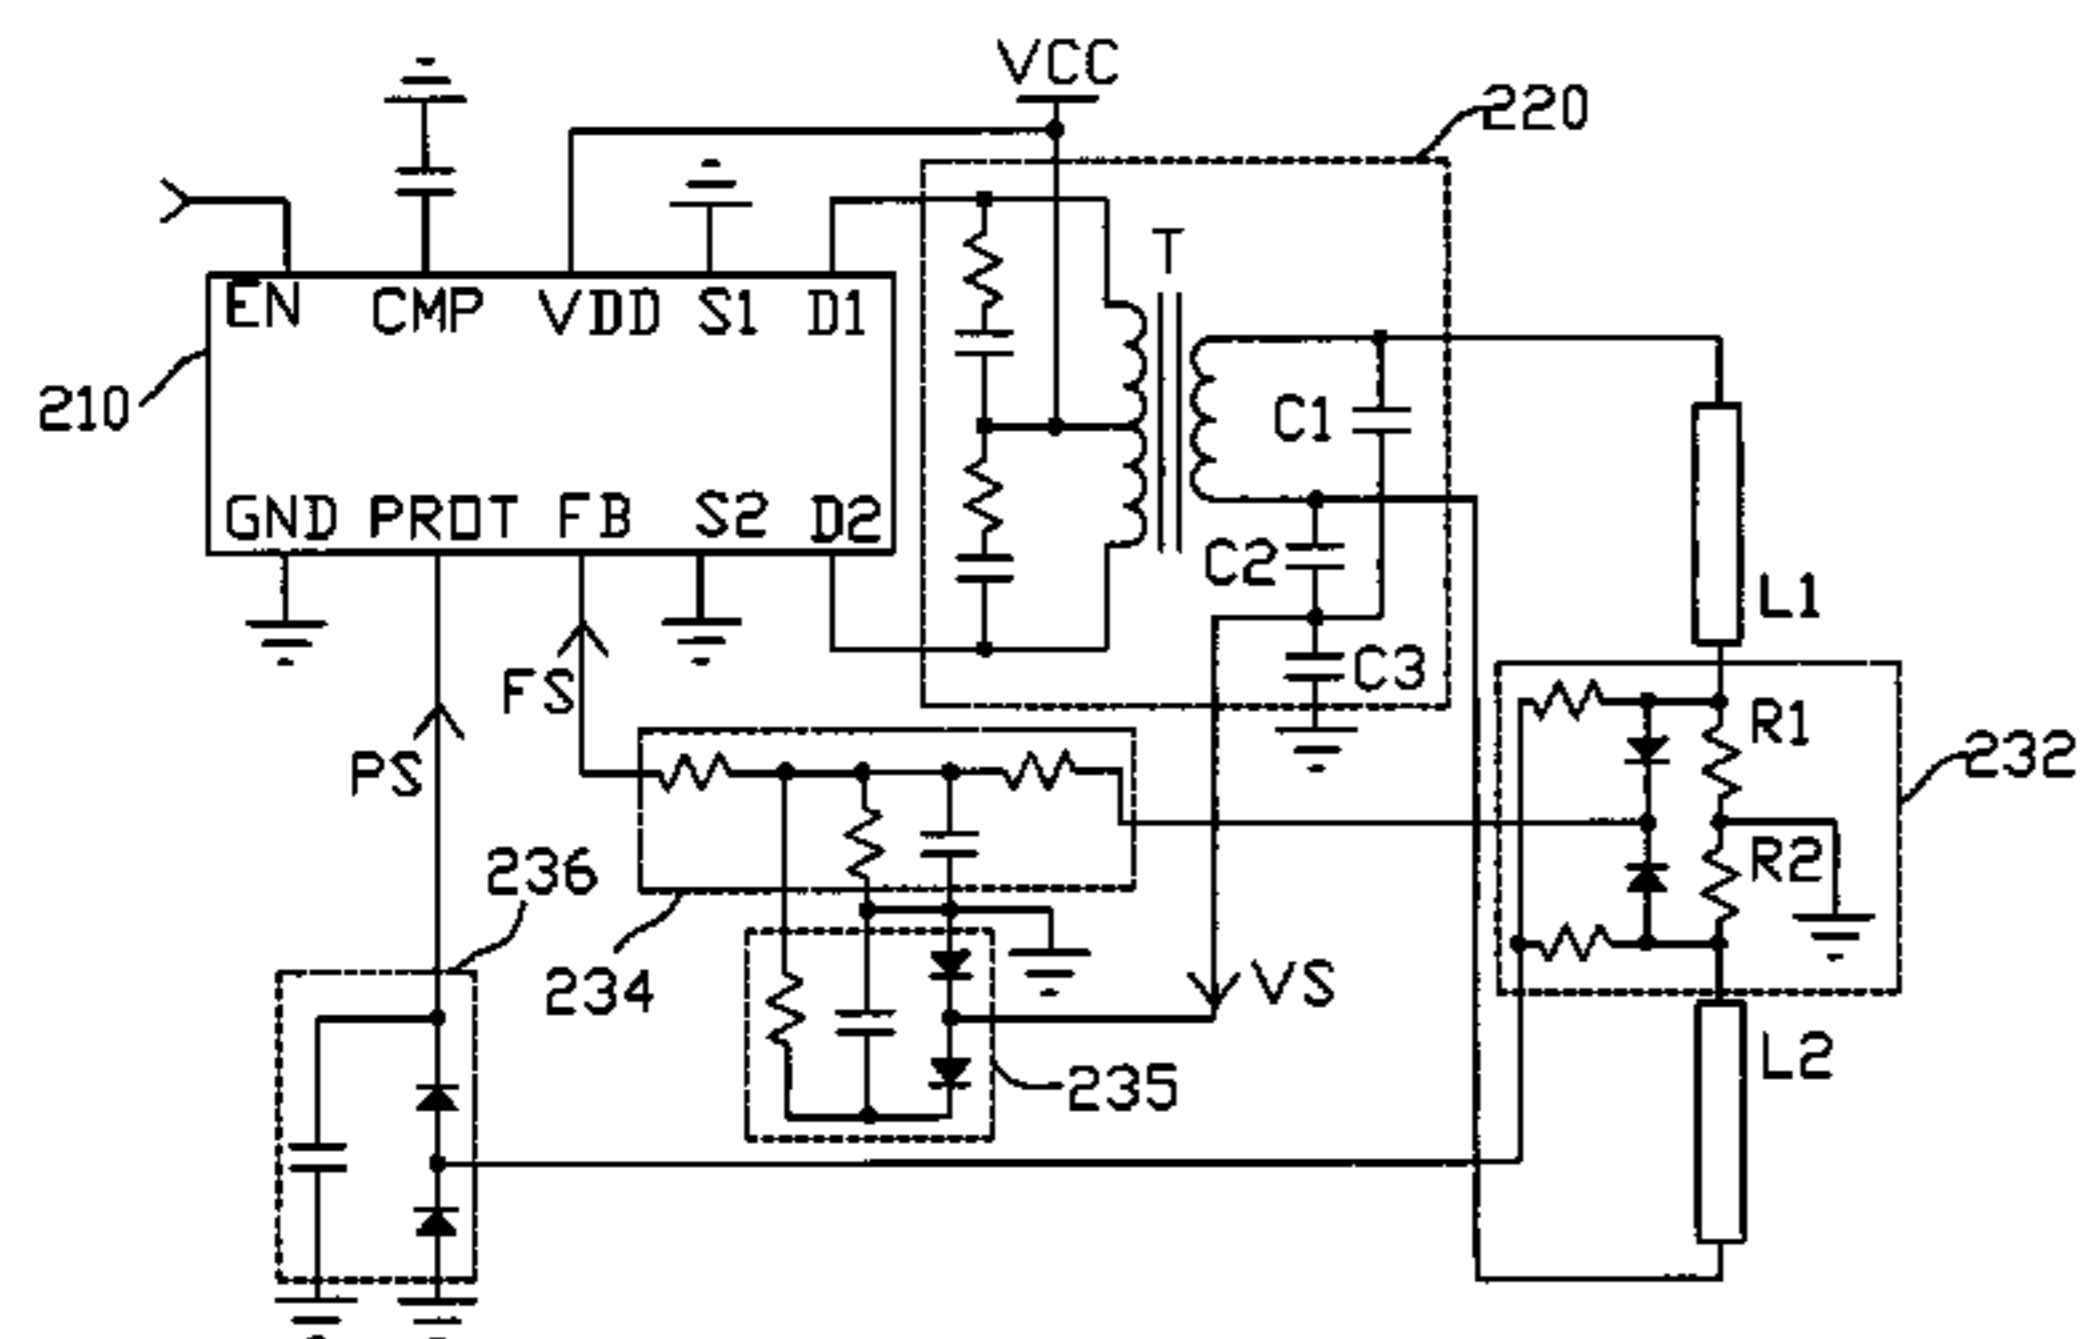 VCC
220
T
EN CMP VDD S1 D1
210
C1
GND PROT FB S2 D2
C2
L1
C3
FS
R1
PS
232
R2
236
234
VS
L2
235